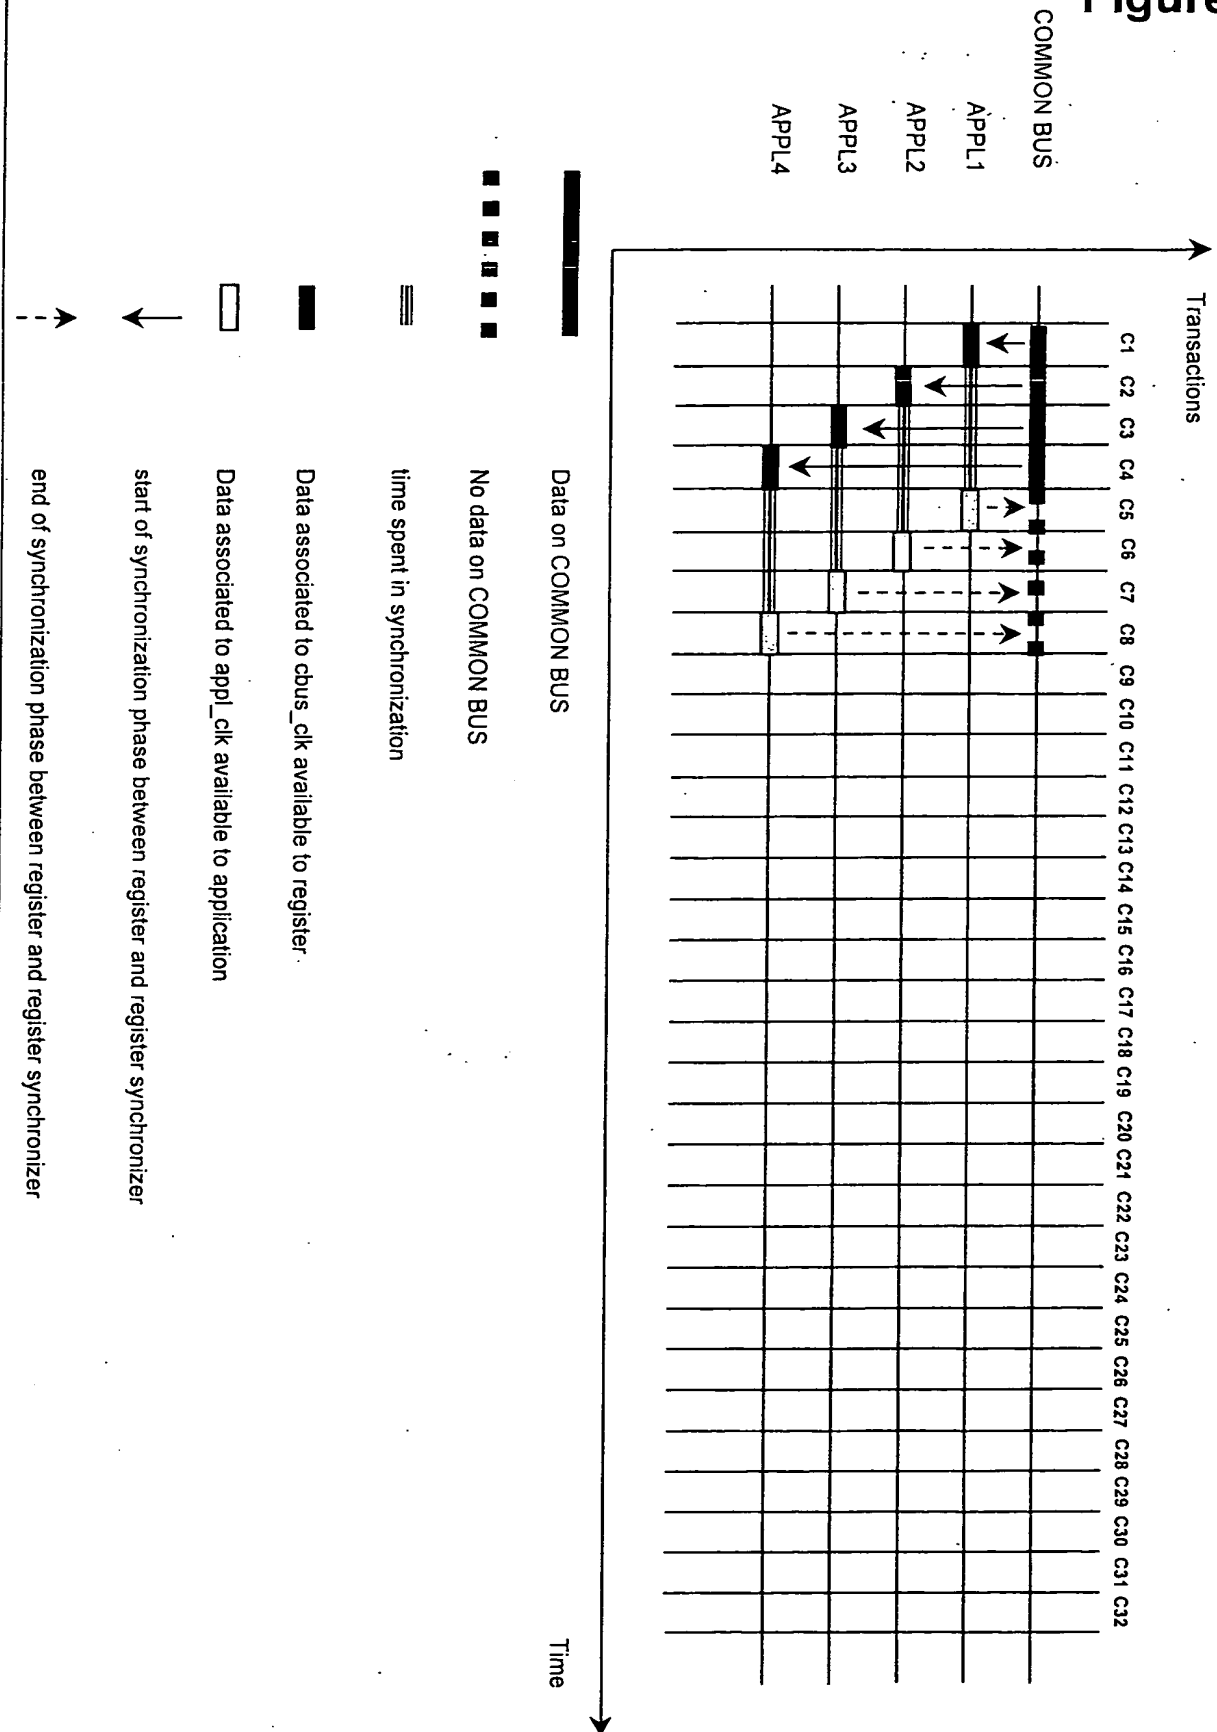 Figure
Transactions
C1 C2 C3 C4 C5 C6 C7 C8 C9 C10 C11 C12 C13 C14 C15 C16 C17 C18 C19 C20 C21 C22 C23 C24 C25 C26 C27 C28 C29 C30 C31 C32
COMMON BUS
APPL1
APPL2
APPL3
APPL4
Time
Data on COMMON BUS
No data on COMMON BUS
time spent in synchronization
Data associated to cbus_clk available to register
Data associated to appl_clk available to application
start of synchronization phase between register and register synchronizer
end of synchronization phase between register and register synchronizer